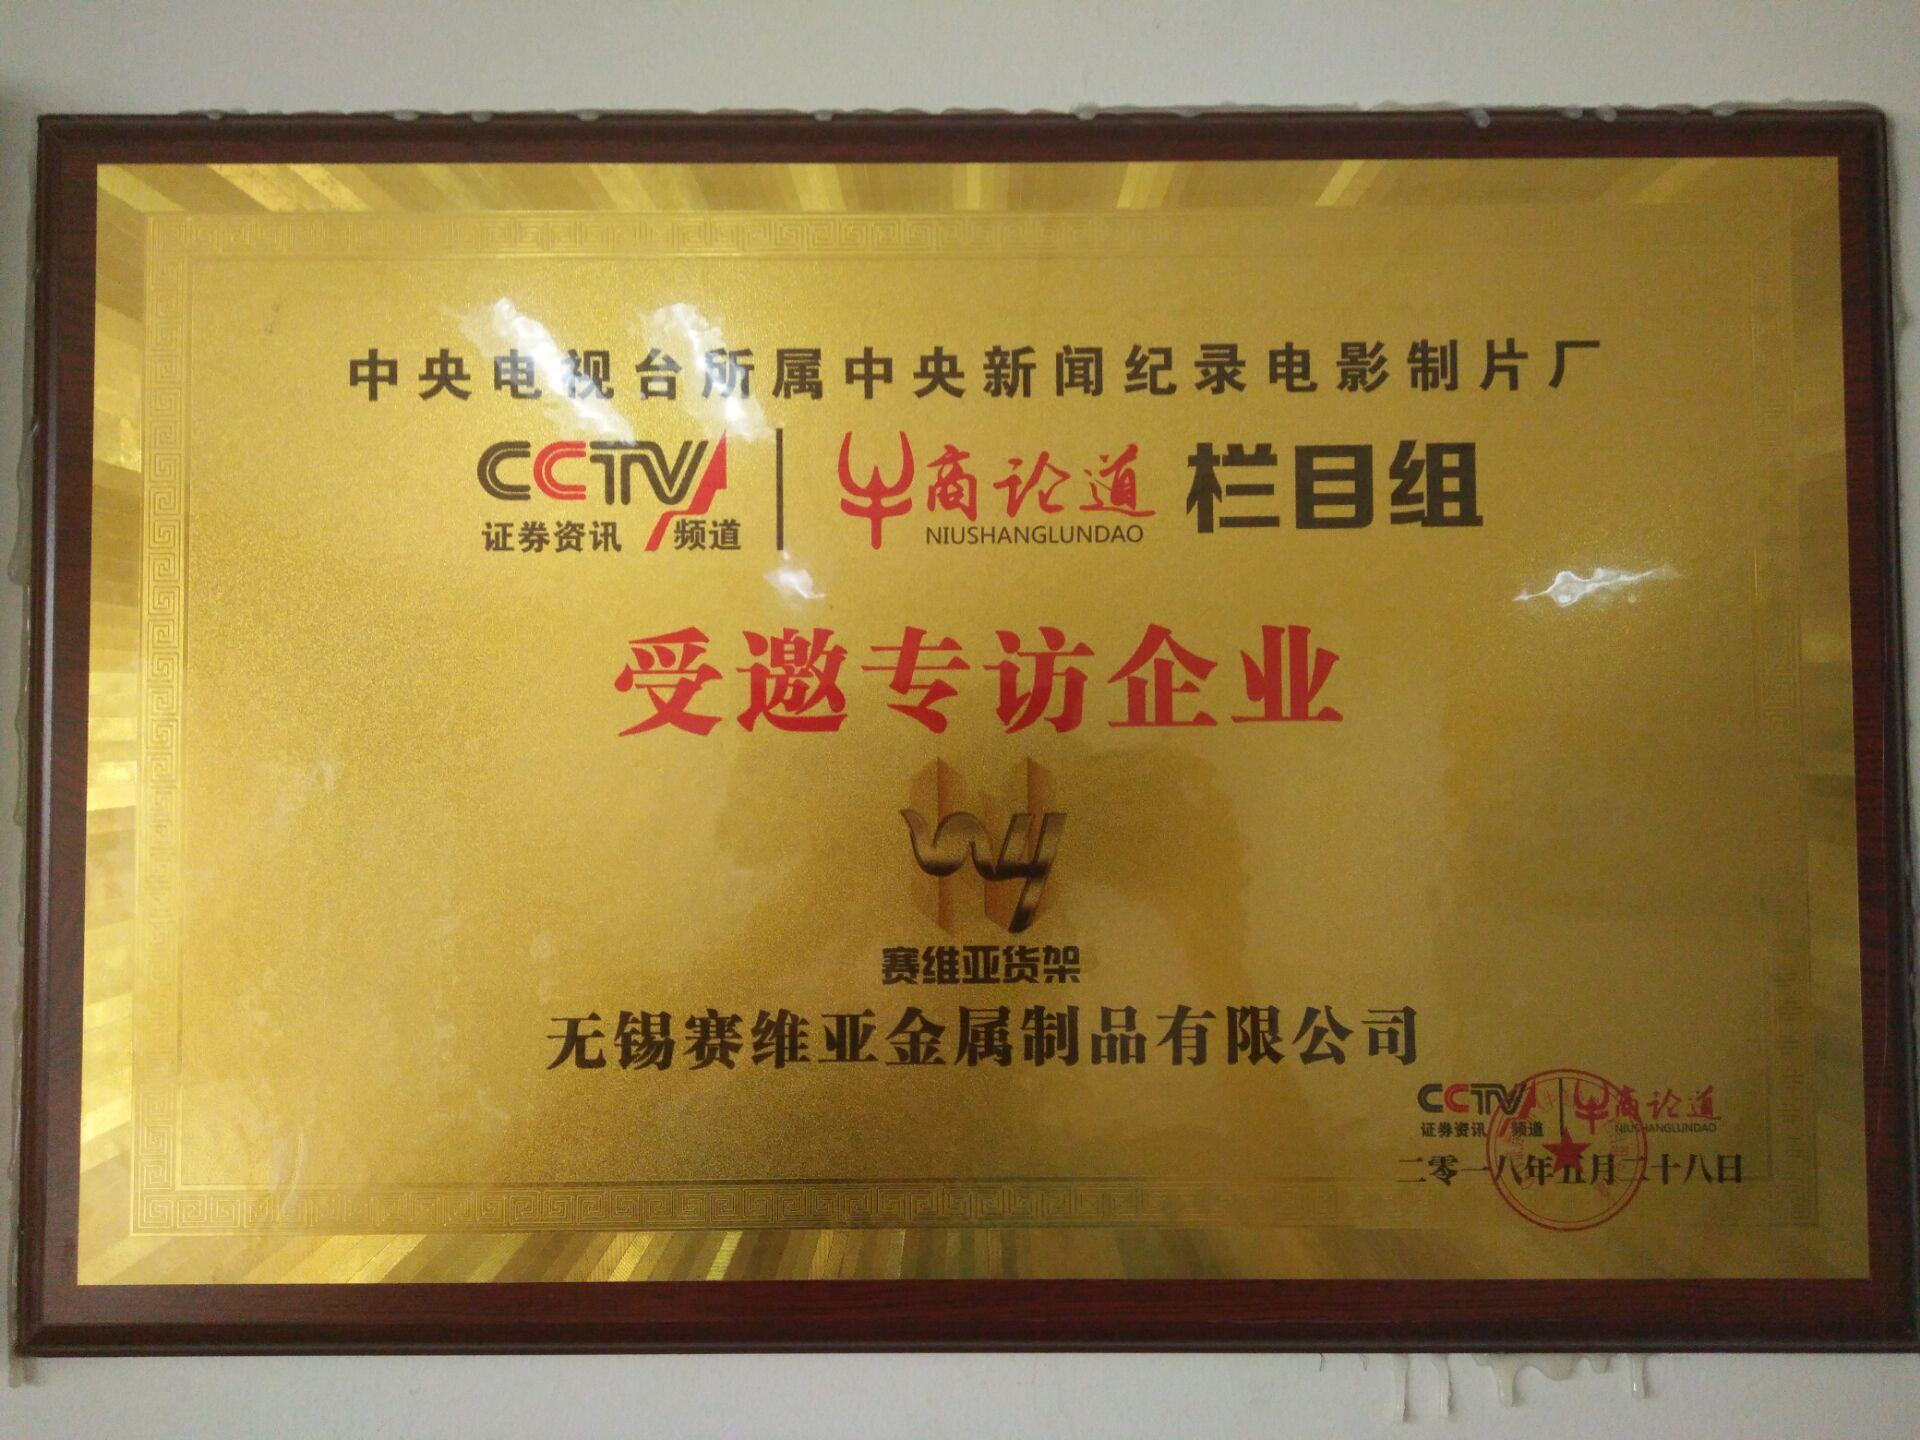 中央电视台所属中央新闻纪录电影制片厂
CCTV 证券资讯 频道 | 牛商论道 NIUSHANGLUNDAO 栏目组
受邀专访企业
赛维亚货架
无锡赛维亚金属制品有限公司
CCTV 证券资讯 频道 | 牛商论道 NIUSHANGLUNDAO
二零一八年五月二十八日